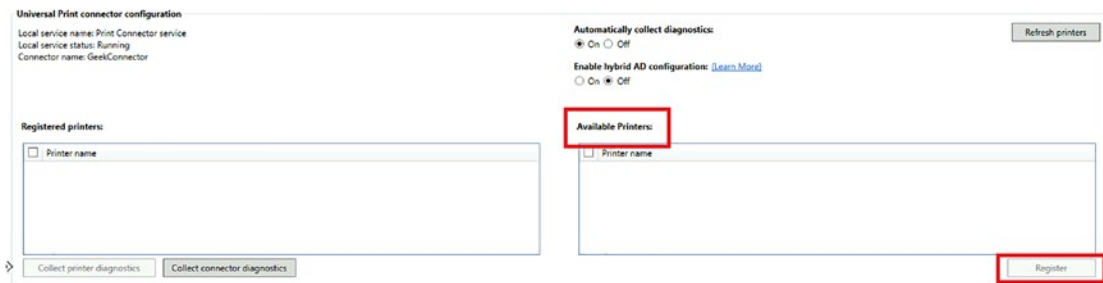 Universal Print connector configuration
Local service name: Print Connector service
Local service status: Running
Connector name: GeekConnector
Automatically collect diagnostics:
On Off
Enable hybrid AD configuration: (Learn More)
On Off
Refresh printers
Registered printers:
Printer name
Available Printers:
Printer name
Collect printer diagnostics
Collect connector diagnostics
Register